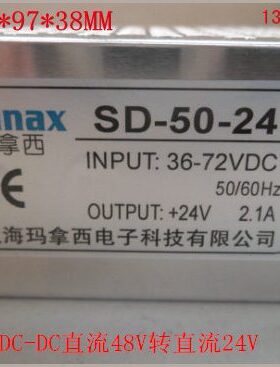 *97*38MM
13
nax SD-50-24
拿西
INPUT: 36-72VDC
CE
50/60Hz
OUTPUT: +24V 2.1A
海玛拿西电子科技有限公司
DC-DC直流48V转直流24V